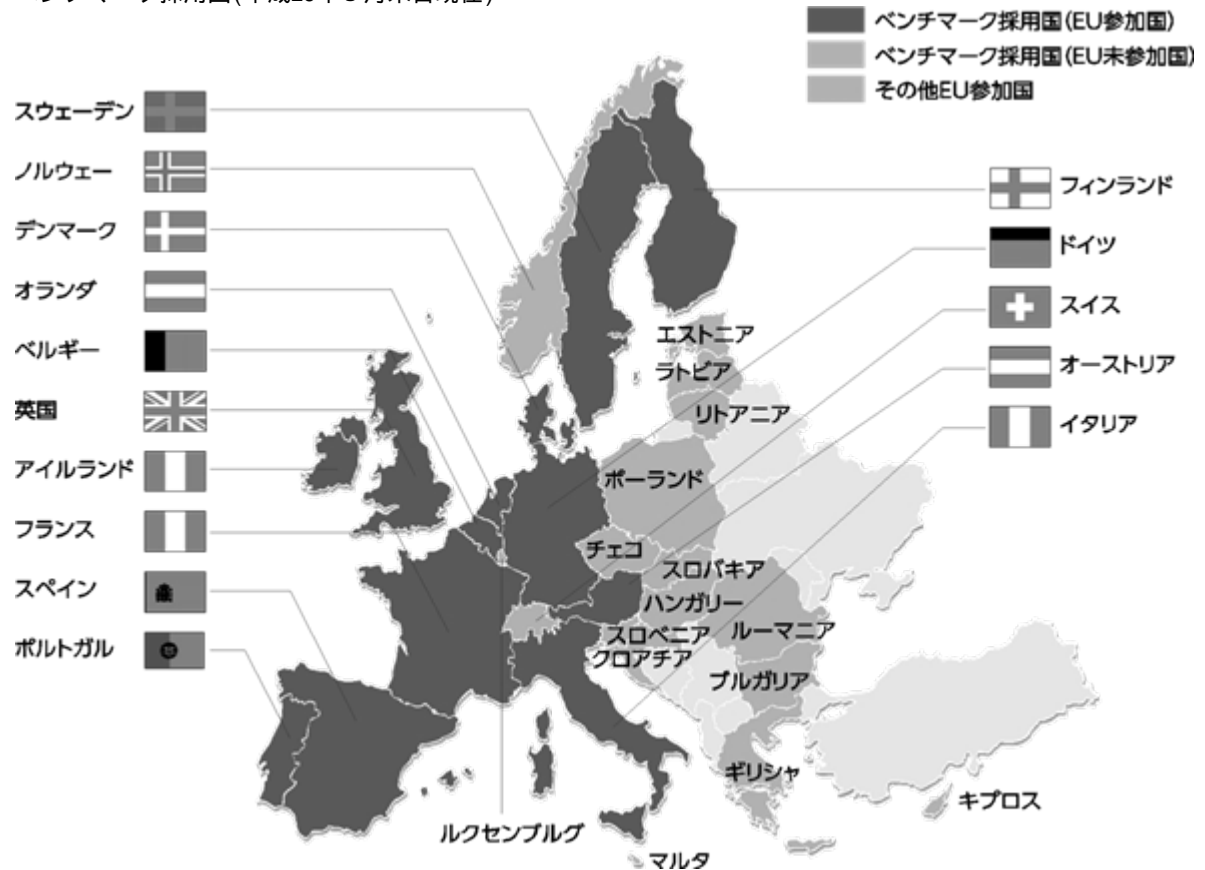 ベンチマーク採用国(EU参加国)
ベンチマーク採用国(EU未参加国)
その他EU参加国
スウェーデン
ノルウェー
デンマーク
オランダ
ベルギー
英国
アイルランド
フランス
スペイン
ポルトガル
フィンランド
ドイツ
スイス
オーストリア
イタリア
エストニア
ラトビア
リトアニア
ポーランド
チェコ
スロバキア
ハンガリー
スロベニア
ルーマニア
クロアチア
ブルガリア
ギリシャ
キプロス
ルクセンブルグ
マルタ